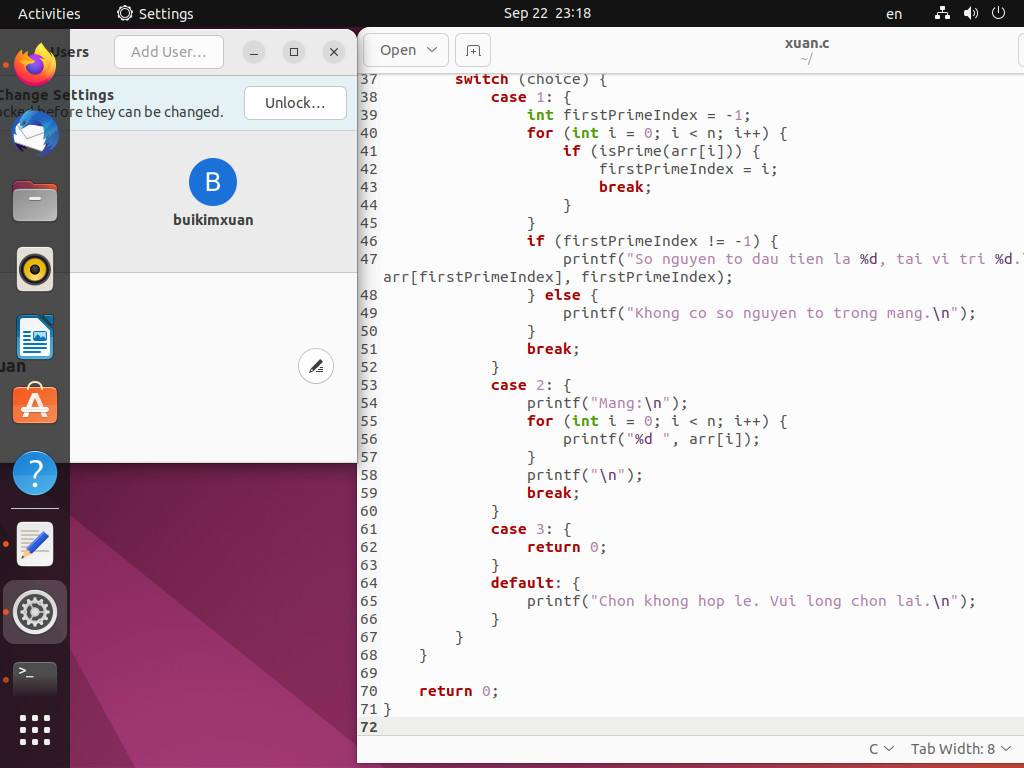 Activities Settings Sep 22 23:18 en
Users Add User...
Change Settings
before they can be changed.
Unlock...
B
buikimxuan
Open xuan.c
~/
37 switch (choice) {
38 case 1: {
39 int firstPrimeIndex = -1;
40 for (int i = 0; i < n; i++) {
41 if (isPrime(arr[i])) {
42 firstPrimeIndex = i;
43 break;
44 }
45 }
46 if (firstPrimeIndex != -1) {
47 printf("So nguyen to dau tien la %d, tai vi tri %d.
arr[firstPrimeIndex], firstPrimeIndex);
48 } else {
49 printf("Khong co so nguyen to trong mang.\n");
50 }
51 break;
52 }
53 case 2: {
54 printf("Mang:\n");
55 for (int i = 0; i < n; i++) {
56 printf("%d ", arr[i]);
57 }
58 printf("\n");
59 break;
60 }
61 case 3: {
62 return 0;
63 }
64 default: {
65 printf("Chon khong hop le. Vui long chon lai.\n");
66 }
67 }
68 }
69
70 return 0;
71 }
72
C Tab Width: 8